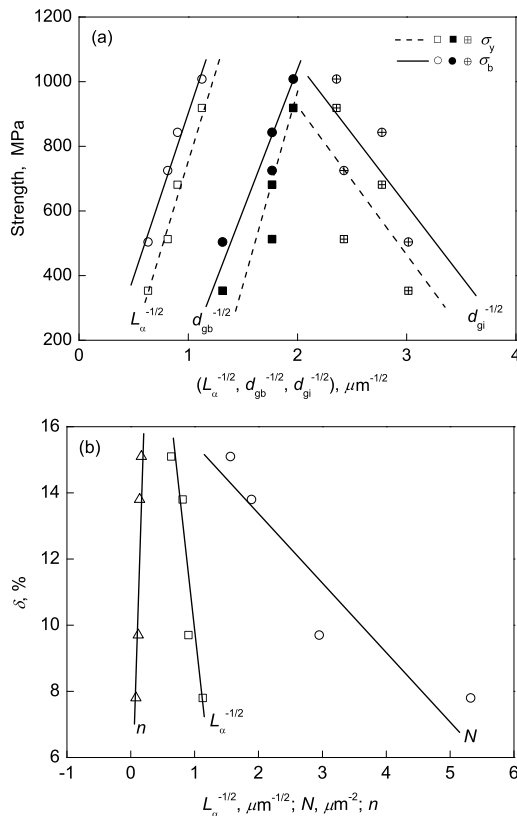 (a)
σy
σb
1200
1000
800
600
400
200
Strength, MPa
Lα-1/2
dgb-1/2
dgi-1/2
0 1 2 3 4
(Lα-1/2, dgb-1/2, dgi-1/2), μm-1/2
(b)
16
14
12
10
8
6
δ, %
n
Lα-1/2
N
-1 0 1 2 3 4 5 6
Lα-1/2, μm-1/2; N, μm-2; n